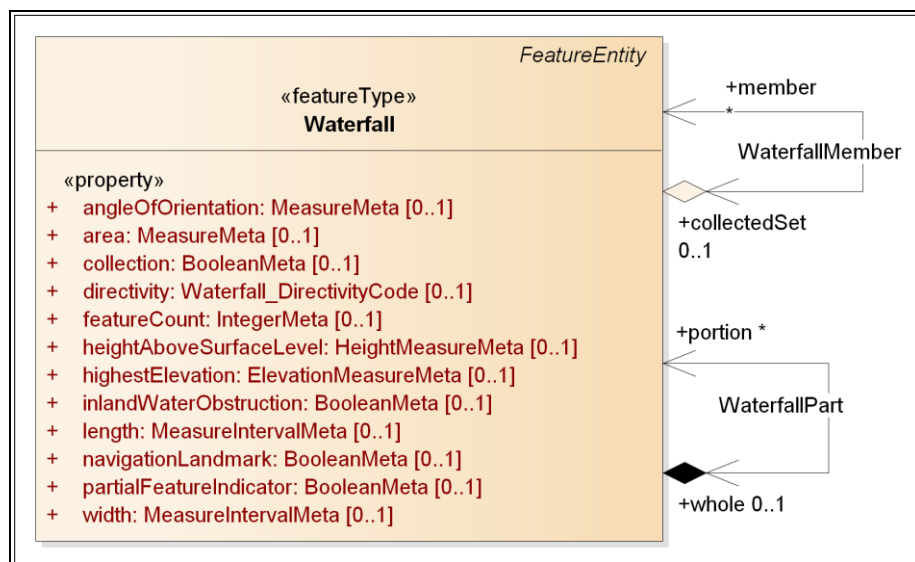 FeatureEntity
«featureType»
Waterfall
«property»
+ angleOfOrientation: MeasureMeta [0..1]
+ area: MeasureMeta [0..1]
+ collection: BooleanMeta [0..1]
+ directivity: Waterfall_DirectivityCode [0..1]
+ featureCount: IntegerMeta [0..1]
+ heightAboveSurfaceLevel: HeightMeasureMeta [0..1]
+ highestElevation: ElevationMeasureMeta [0..1]
+ inlandWaterObstruction: BooleanMeta [0..1]
+ length: MeasureIntervalMeta [0..1]
+ navigationLandmark: BooleanMeta [0..1]
+ partialFeatureIndicator: BooleanMeta [0..1]
+ width: MeasureIntervalMeta [0..1]
+member
*
WaterfallMember
+collectedSet
0..1
+portion *
WaterfallPart
+whole 0..1